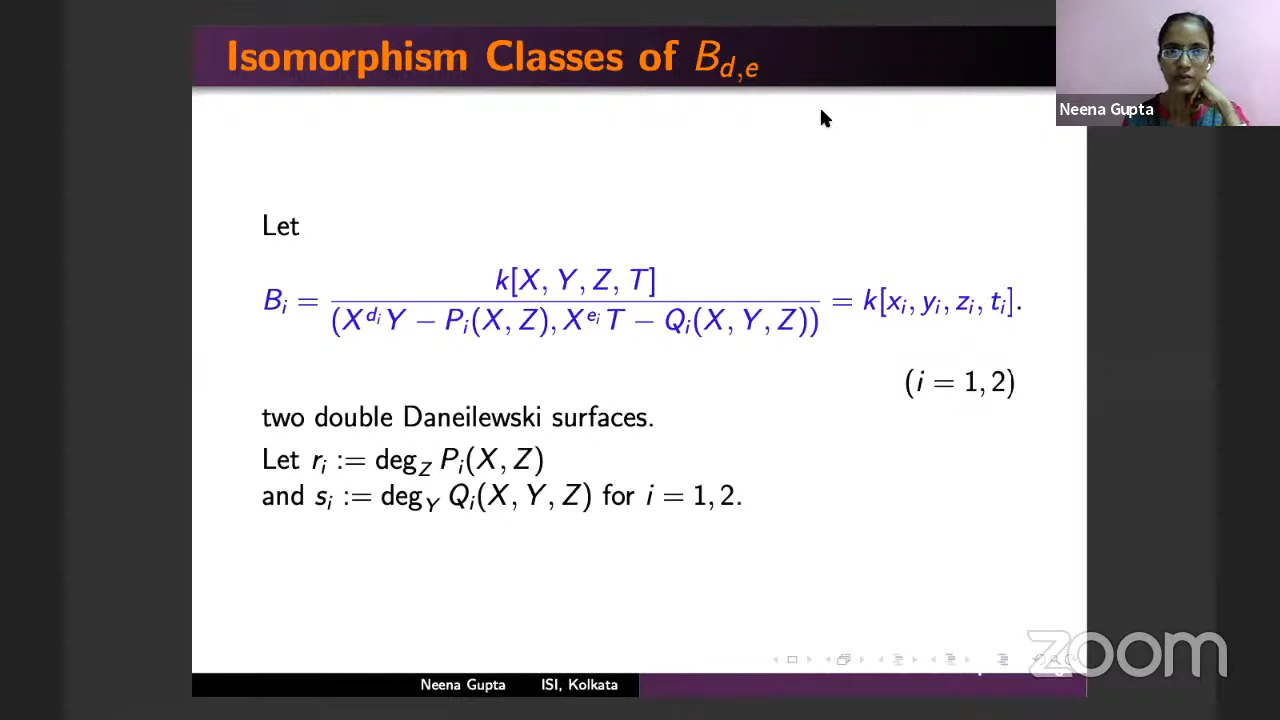 Isomorphism Classes of B_{d,e}
Neena Gupta
Let
B_i = \frac{k[X, Y, Z, T]}{(X^{d_i} Y − P_i(X, Z), X^{e_i} T − Q_i(X, Y, Z))} = k[x_i, y_i, z_i, t_i].
(i = 1, 2)
two double Daneilewski surfaces.
Let r_i := deg_Z P_i(X, Z)
and s_i := deg_Y Q_i(X, Y, Z) for i = 1, 2.
zoom
Neena Gupta ISI, Kolkata